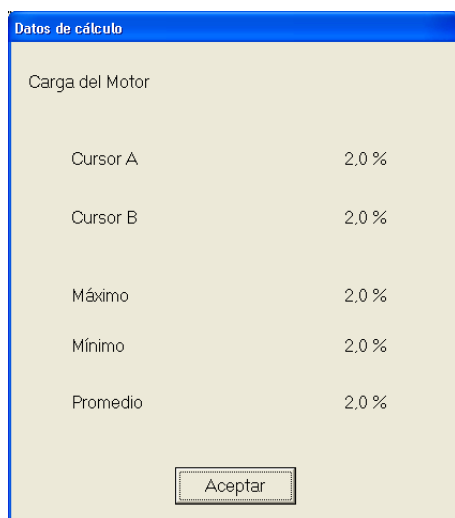 Datos de cálculo
Carga del Motor
Cursor A 2,0 %
Cursor B 2,0 %
Máximo 2,0 %
Mínimo 2,0 %
Promedio 2,0 %
Aceptar